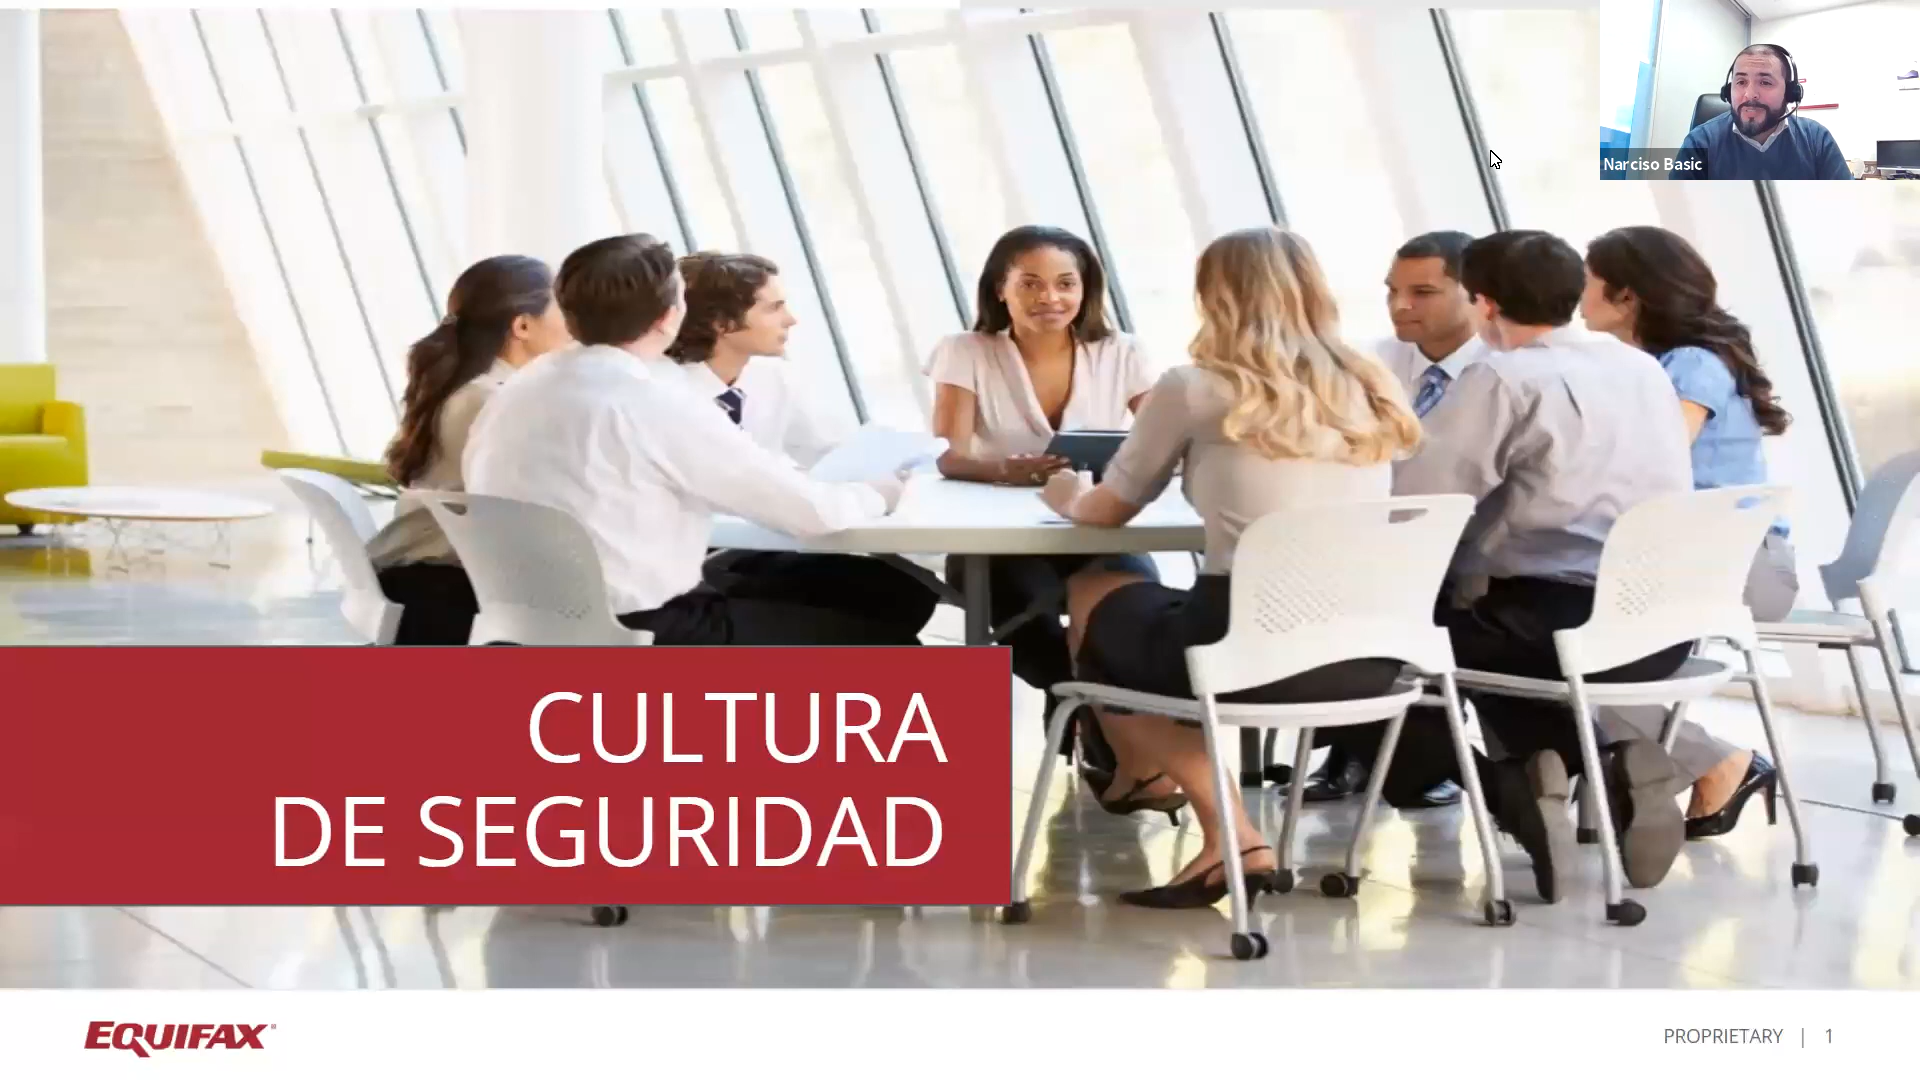 Narciso Basic
CULTURA
DE SEGURIDAD
EQUIFAX®
PROPRIETARY | 1